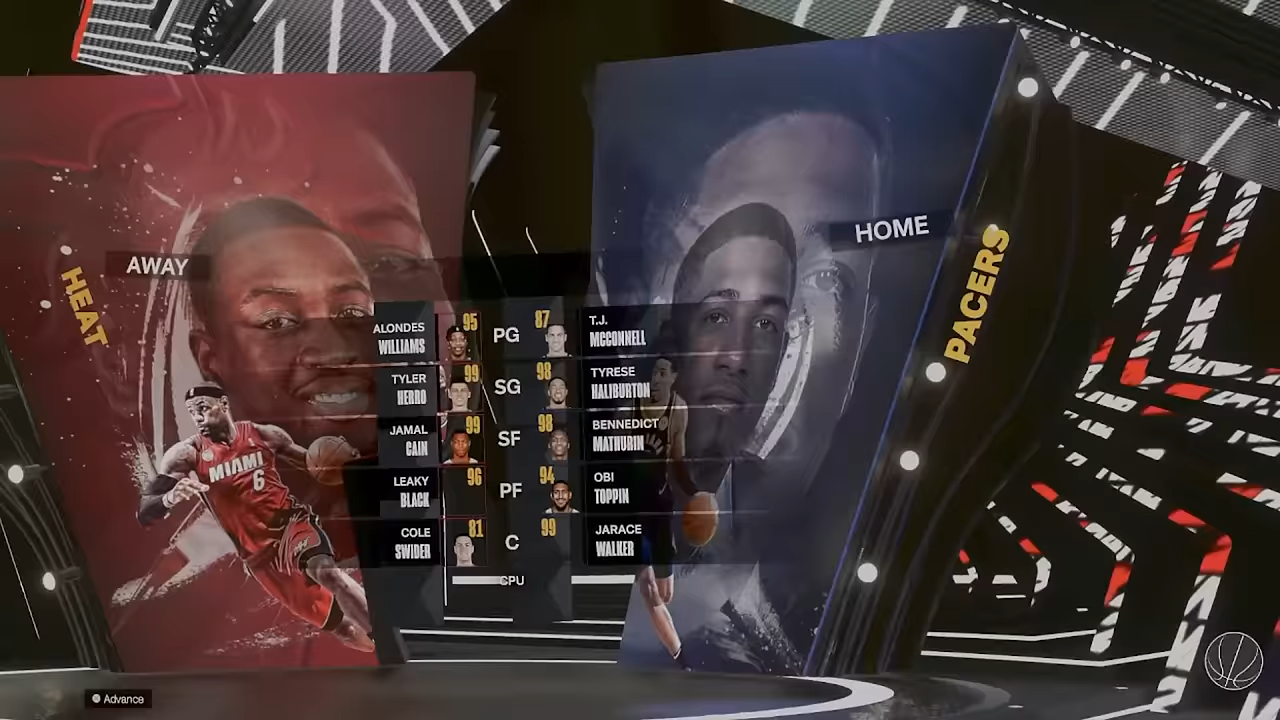 AWAY
HOME
HEAT
PACERS
ALONDES
WILLIAMS
95
PG
87
T.J.
MCCONNELL
TYLER
HERRO
99
SG
98
TYRESE
HALIBURTON
JAMAL
CAIN
99
SF
98
BENNEDICT
MATHURIN
LEAKY
BLACK
96
PF
94
OBI
TOPPIN
COLE
SWIDER
81
C
99
JARACE
WALKER
CPU
MIAMI
6
Advance